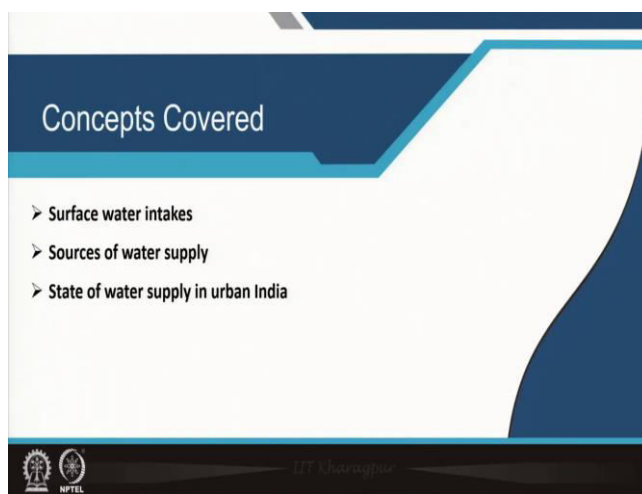 Concepts Covered
➢ Surface water intakes
➢ Sources of water supply
➢ State of water supply in urban India
IIT Kharagpur
NPTEL